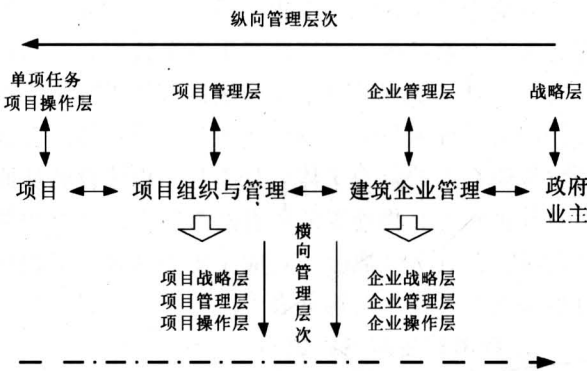 纵向管理层次
单项任务
项目操作层
项目管理层
企业管理层
战略层
项目
项目组织与管理
建筑企业管理
政府
业主
横向管理层次
项目战略层
项目管理层
项目操作层
企业战略层
企业管理层
企业操作层